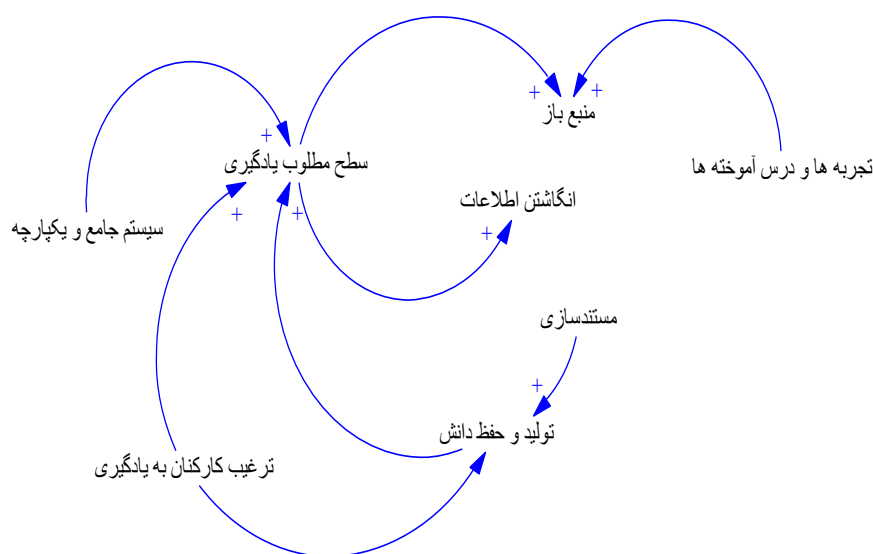 +
+
منبع باز
+
سطح مطلوب یادگیری
تجربه ها و درس آموخته ها
انگاشتن اطلاعات
+
+
سیستم جامع و یکپارچه
+
مستندسازی
+
تولید و حفظ دانش
ترغیب کارکنان به یادگیری